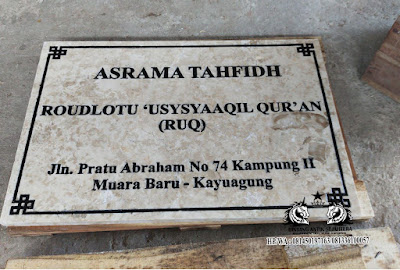 ASRAMA TAHFIDH
ROUDLOTU 'USYSYAAQIL QUR'AN
(RUQ)
Jln. Pratu Abraham No 74 Kampung II
Muara Baru - Kayuagung